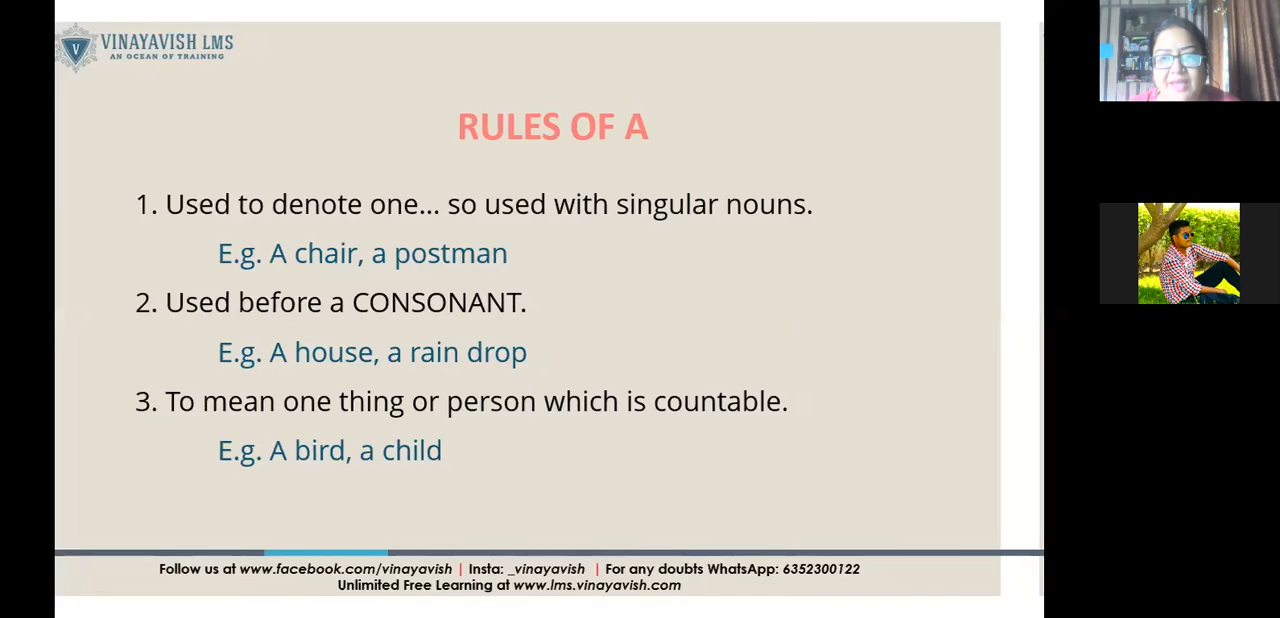 VINAYAVISH LMS
AN OCEAN OF TRAINING
RULES OF A
1. Used to denote one... so used with singular nouns.
E.g. A chair, a postman
2. Used before a CONSONANT.
E.g. A house, a rain drop
3. To mean one thing or person which is countable.
E.g. A bird, a child
Follow us at www.facebook.com/vinayavish | Insta: _vinayavish | For any doubts WhatsApp: 6352300122
Unlimited Free Learning at www.lms.vinayavish.com